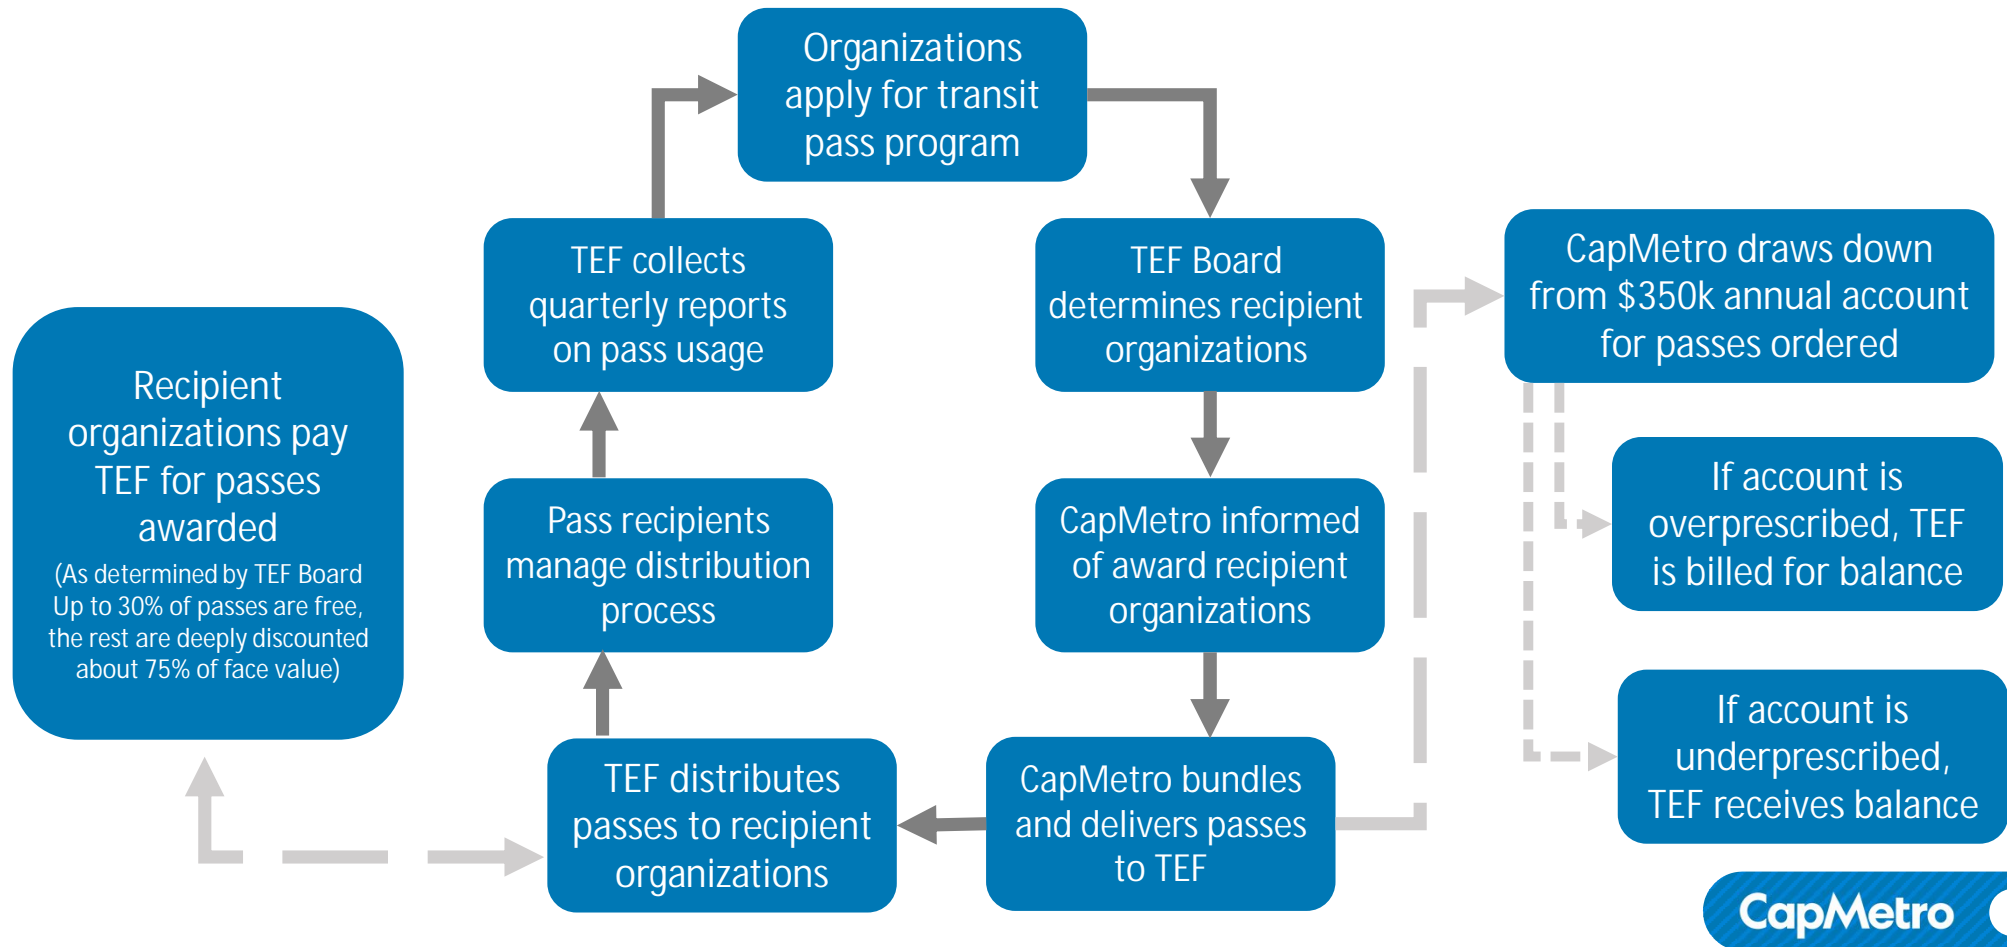 Organizations
apply for transit
pass program
TEF Board
determines recipient
organizations
CapMetro informed
of award recipient
organizations
CapMetro bundles
and delivers passes
to TEF
TEF distributes
passes to recipient
organizations
Pass recipients
manage distribution
process
TEF collects
quarterly reports
on pass usage
Recipient
organizations pay
TEF for passes
awarded
(As determined by TEF Board
Up to 30% of passes are free,
the rest are deeply discounted
about 75% of face value)
CapMetro draws down
from $350k annual account
for passes ordered
If account is
overprescribed, TEF
is billed for balance
If account is
underprescribed,
TEF receives balance
CapMetro